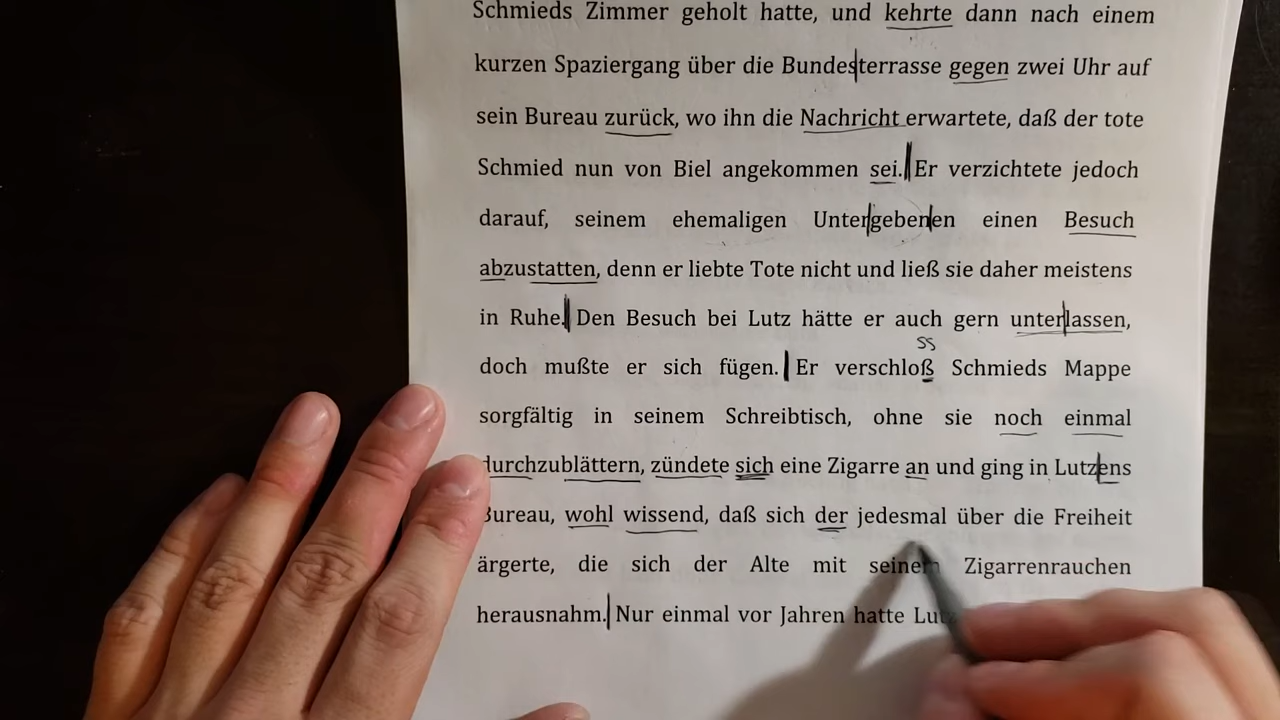 Schmieds Zimmer geholt hatte, und kehrte dann nach einem
kurzen Spaziergang über die Bundesterrasse gegen zwei Uhr auf
sein Bureau zurück, wo ihn die Nachricht erwartete, daß der tote
Schmied nun von Biel angekommen sei. Er verzichtete jedoch
darauf, seinem ehemaligen Untergebenen einen Besuch
abzustatten, denn er liebte Tote nicht und ließ sie daher meistens
in Ruhe. Den Besuch bei Lutz hätte er auch gern unterlassen,
ss
doch mußte er sich fügen. Er verschloß Schmieds Mappe
sorgfältig in seinem Schreibtisch, ohne sie noch einmal
durchzublättern, zündete sich eine Zigarre an und ging in Lutzens
Bureau, wohl wissend, daß sich der jedesmal über die Freiheit
ärgerte, die sich der Alte mit seinem Zigarrenrauchen
herausnahm. Nur einmal vor Jahren hatte Lutz